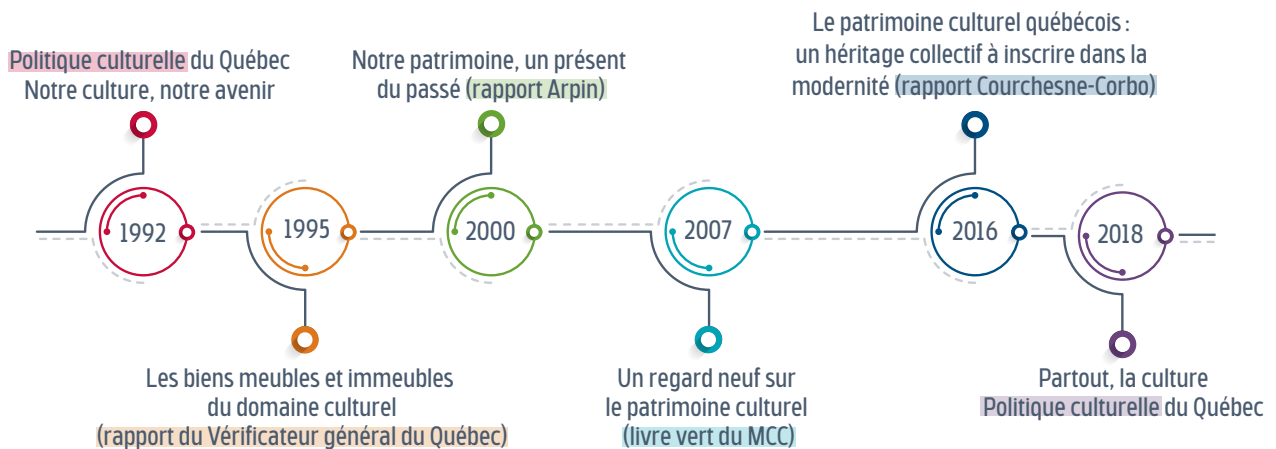 Politique culturelle du Québec
Notre culture, notre avenir
1992
Les biens meubles et immeubles
du domaine culturel
(rapport du Vérificateur général du Québec)
1995
Notre patrimoine, un présent
du passé (rapport Arpin)
2000
Un regard neuf sur
le patrimoine culturel
(livre vert du MCC)
2007
Le patrimoine culturel québécois :
un héritage collectif à inscrire dans la
modernité (rapport Courchesne-Corbo)
2016
Partout, la culture
Politique culturelle du Québec
2018